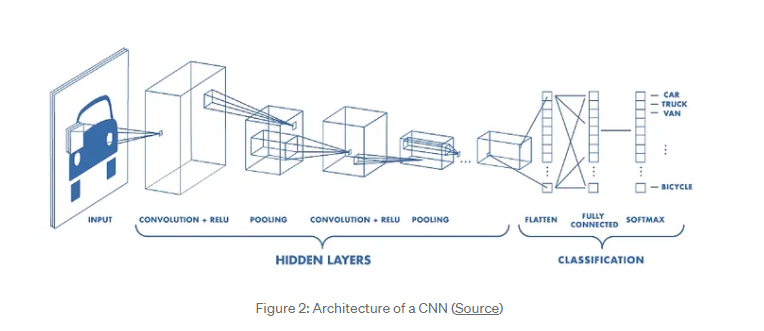 CAR
TRUCK
VAN
BICYCLE
INPUT CONVOLUTION + RELU POOLING CONVOLUTION + RELU POOLING FLATTEN FULLY CONNECTED SOFTMAX
HIDDEN LAYERS CLASSIFICATION
Figure 2: Architecture of a CNN (Source)